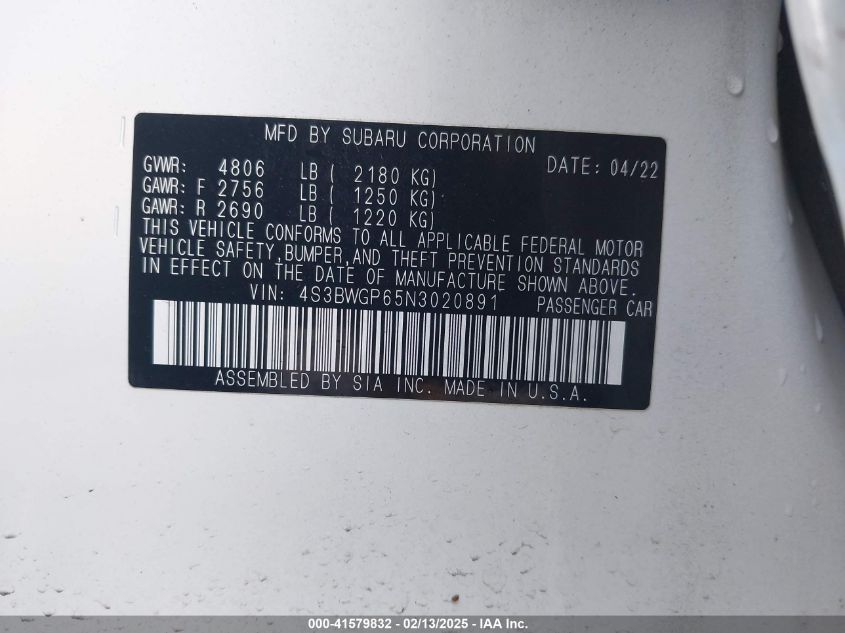 MFD BY SUBARU CORPORATION
GVWR: 4806 LB ( 2180 KG) DATE: 04/22
GAWR: F 2756 LB ( 1250 KG)
GAWR: R 2690 LB ( 1220 KG)
THIS VEHICLE CONFORMS TO ALL APPLICABLE FEDERAL MOTOR
VEHICLE SAFETY,BUMPER,AND THEFT PREVENTION STANDARDS
IN EFFECT ON THE DATE OF MANUFACTURE SHOWN ABOVE.
VIN: 4S3BWGP65N3020891 PASSENGER CAR
ASSEMBLED BY SIA INC. MADE IN U.S.A.
000-41579832 - 02/13/2025 - IAA Inc.